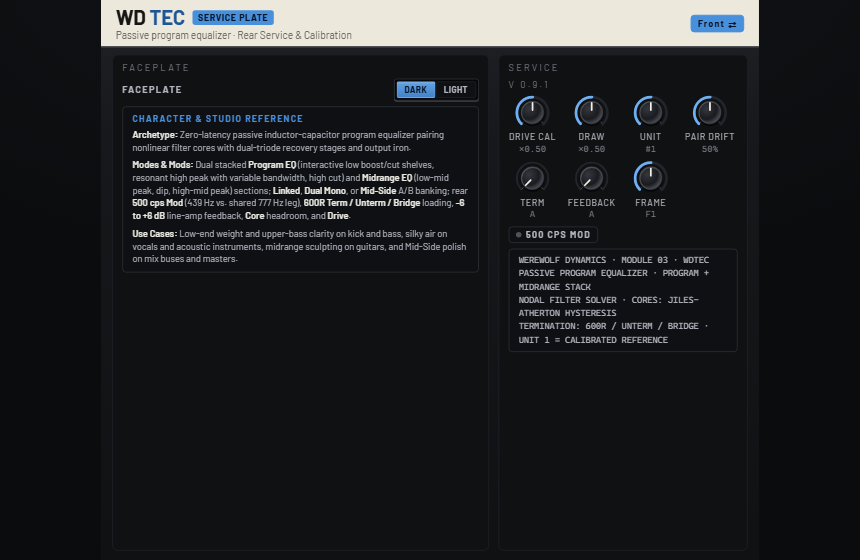 WD TEC SERVICE PLATE
Passive program equalizer · Rear Service & Calibration
Front ⇄
FACEPLATE
FACEPLATE
DARK LIGHT
CHARACTER & STUDIO REFERENCE
Archetype: Zero-latency passive inductor-capacitor program equalizer pairing
nonlinear filter cores with dual-triode recovery stages and output iron.
Modes & Mods: Dual stacked Program EQ (interactive low boost/cut shelves,
resonant high peak with variable bandwidth, high cut) and Midrange EQ (low-mid
peak, dip, high-mid peak) sections; Linked, Dual Mono, or Mid-Side A/B banking; rear
500 cps Mod (439 Hz vs. shared 777 Hz leg), 600R Term / Unterm / Bridge loading, -6
to +6 dB line-amp feedback, Core headroom, and Drive.
Use Cases: Low-end weight and upper-bass clarity on kick and bass, silky air on
vocals and acoustic instruments, midrange sculpting on guitars, and Mid-Side polish
on mix buses and masters.
SERVICE
V 0.9.1
DRIVE CAL DRAW UNIT PAIR DRIFT
×0.50 ×0.50 #1 50%
TERM FEEDBACK FRAME
A A F1
500 CPS MOD
WEREWOLF DYNAMICS · MODULE 03 · WDTEC
PASSIVE PROGRAM EQUALIZER · PROGRAM +
MIDRANGE STACK
NODAL FILTER SOLVER · CORES: JILES–
ATHERTON HYSTERESIS
TERMINATION: 600R / UNTERM / BRIDGE ·
UNIT 1 = CALIBRATED REFERENCE